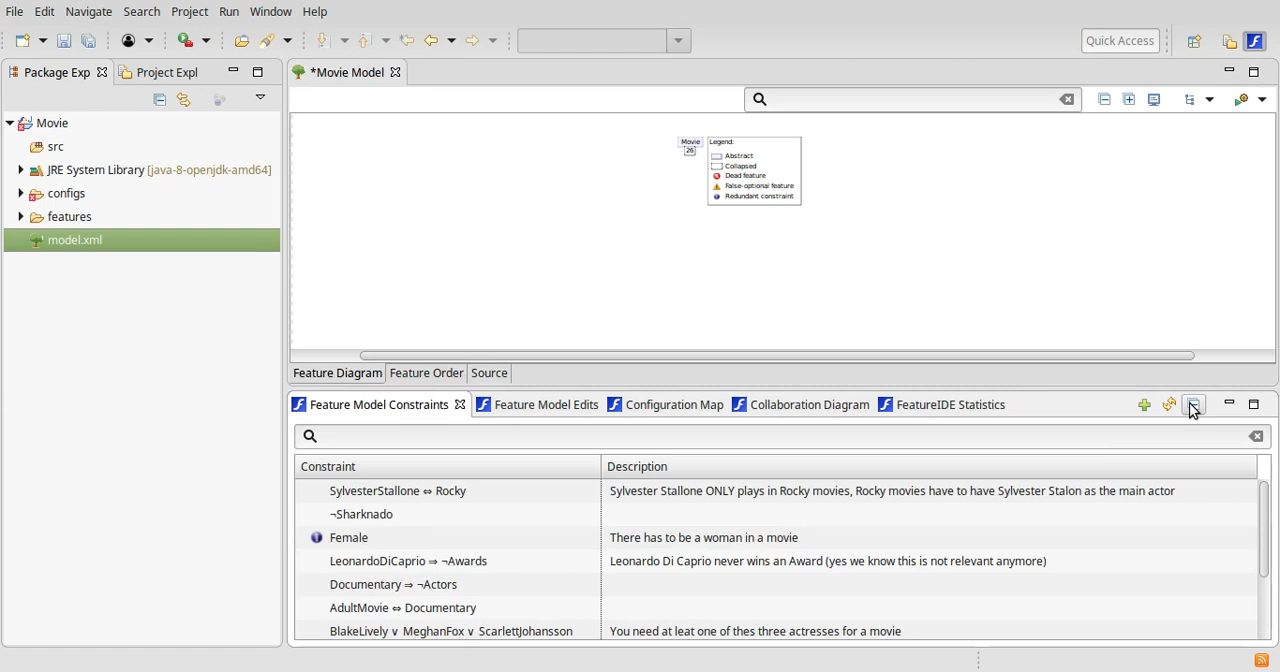 File Edit Navigate Search Project Run Window Help
Quick Access
Package Exp Project Expl
*Movie Model
Movie
src
JRE System Library [java-8-openjdk-amd64]
configs
features
model.xml
Movie
26
Legend:
Abstract
Collapsed
Dead feature
False-optional feature
Redundant constraint
Feature Diagram Feature Order Source
Feature Model Constraints Feature Model Edits Configuration Map Collaboration Diagram FeatureIDE Statistics
Constraint Description
SylvesterStallone ⇔ Rocky Sylvester Stallone ONLY plays in Rocky movies, Rocky movies have to have Sylvester Stalon as the main actor
¬Sharknado
Female There has to be a woman in a movie
LeonardoDiCaprio ⇒ ¬Awards Leonardo Di Caprio never wins an Award (yes we know this is not relevant anymore)
Documentary ⇒ ¬Actors
AdultMovie ⇔ Documentary
BlakeLively ∨ MeghanFox ∨ ScarlettJohansson You need at leat one of thes three actresses for a movie